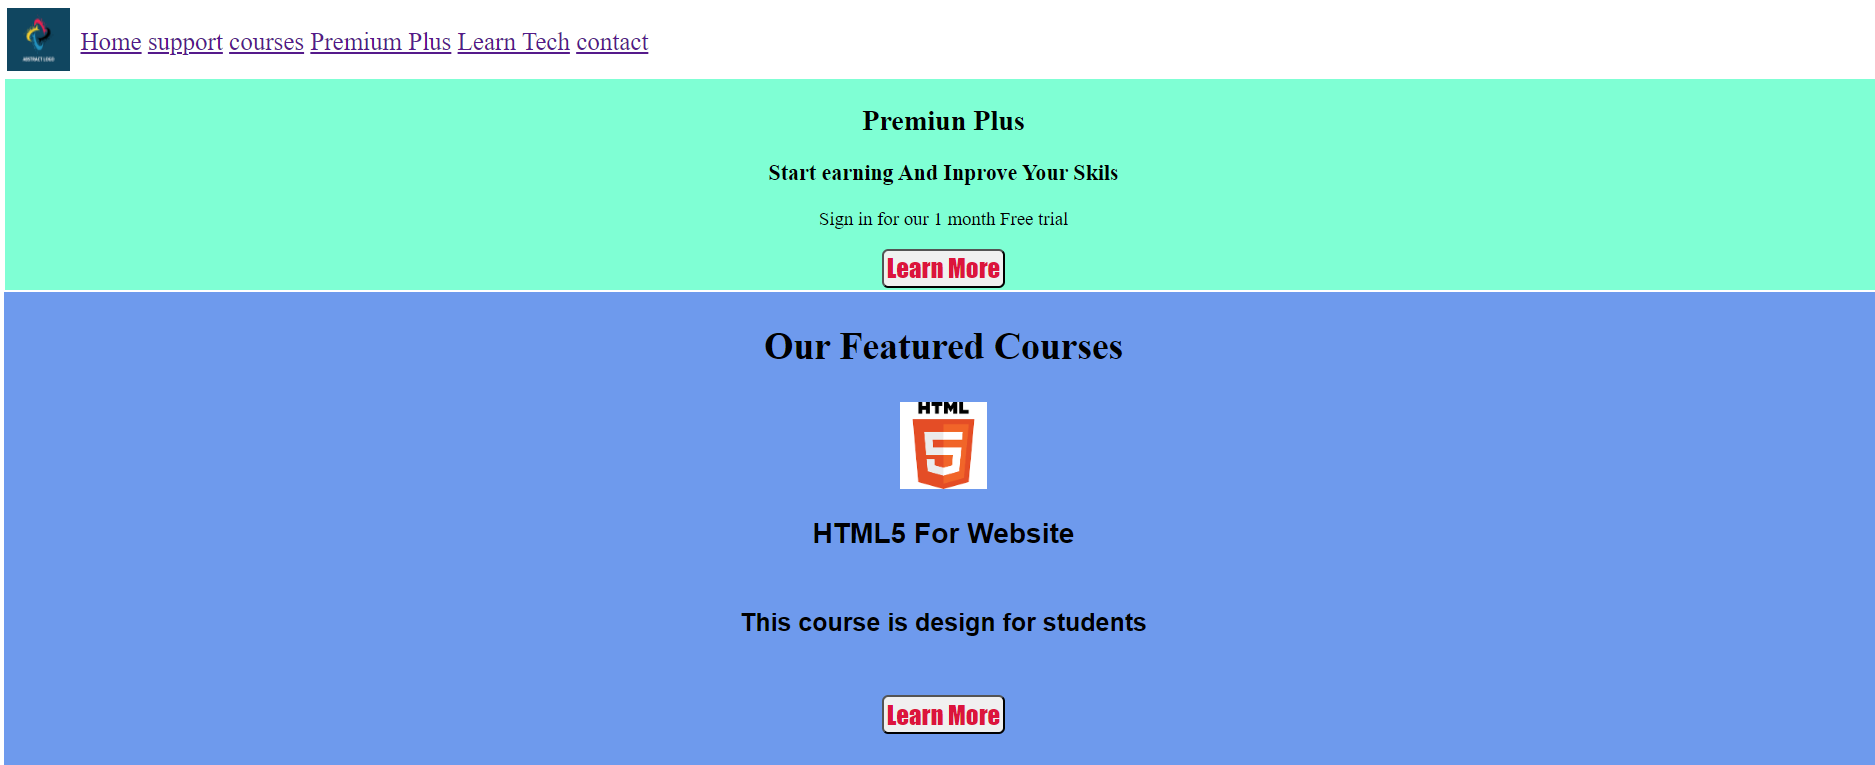 ABSTRACT LOGO
Home support courses Premium Plus Learn Tech contact
Premiun Plus
Start earning And Inprove Your Skils
Sign in for our 1 month Free trial
Learn More
Our Featured Courses
HTML
5
HTML5 For Website
This course is design for students
Learn More